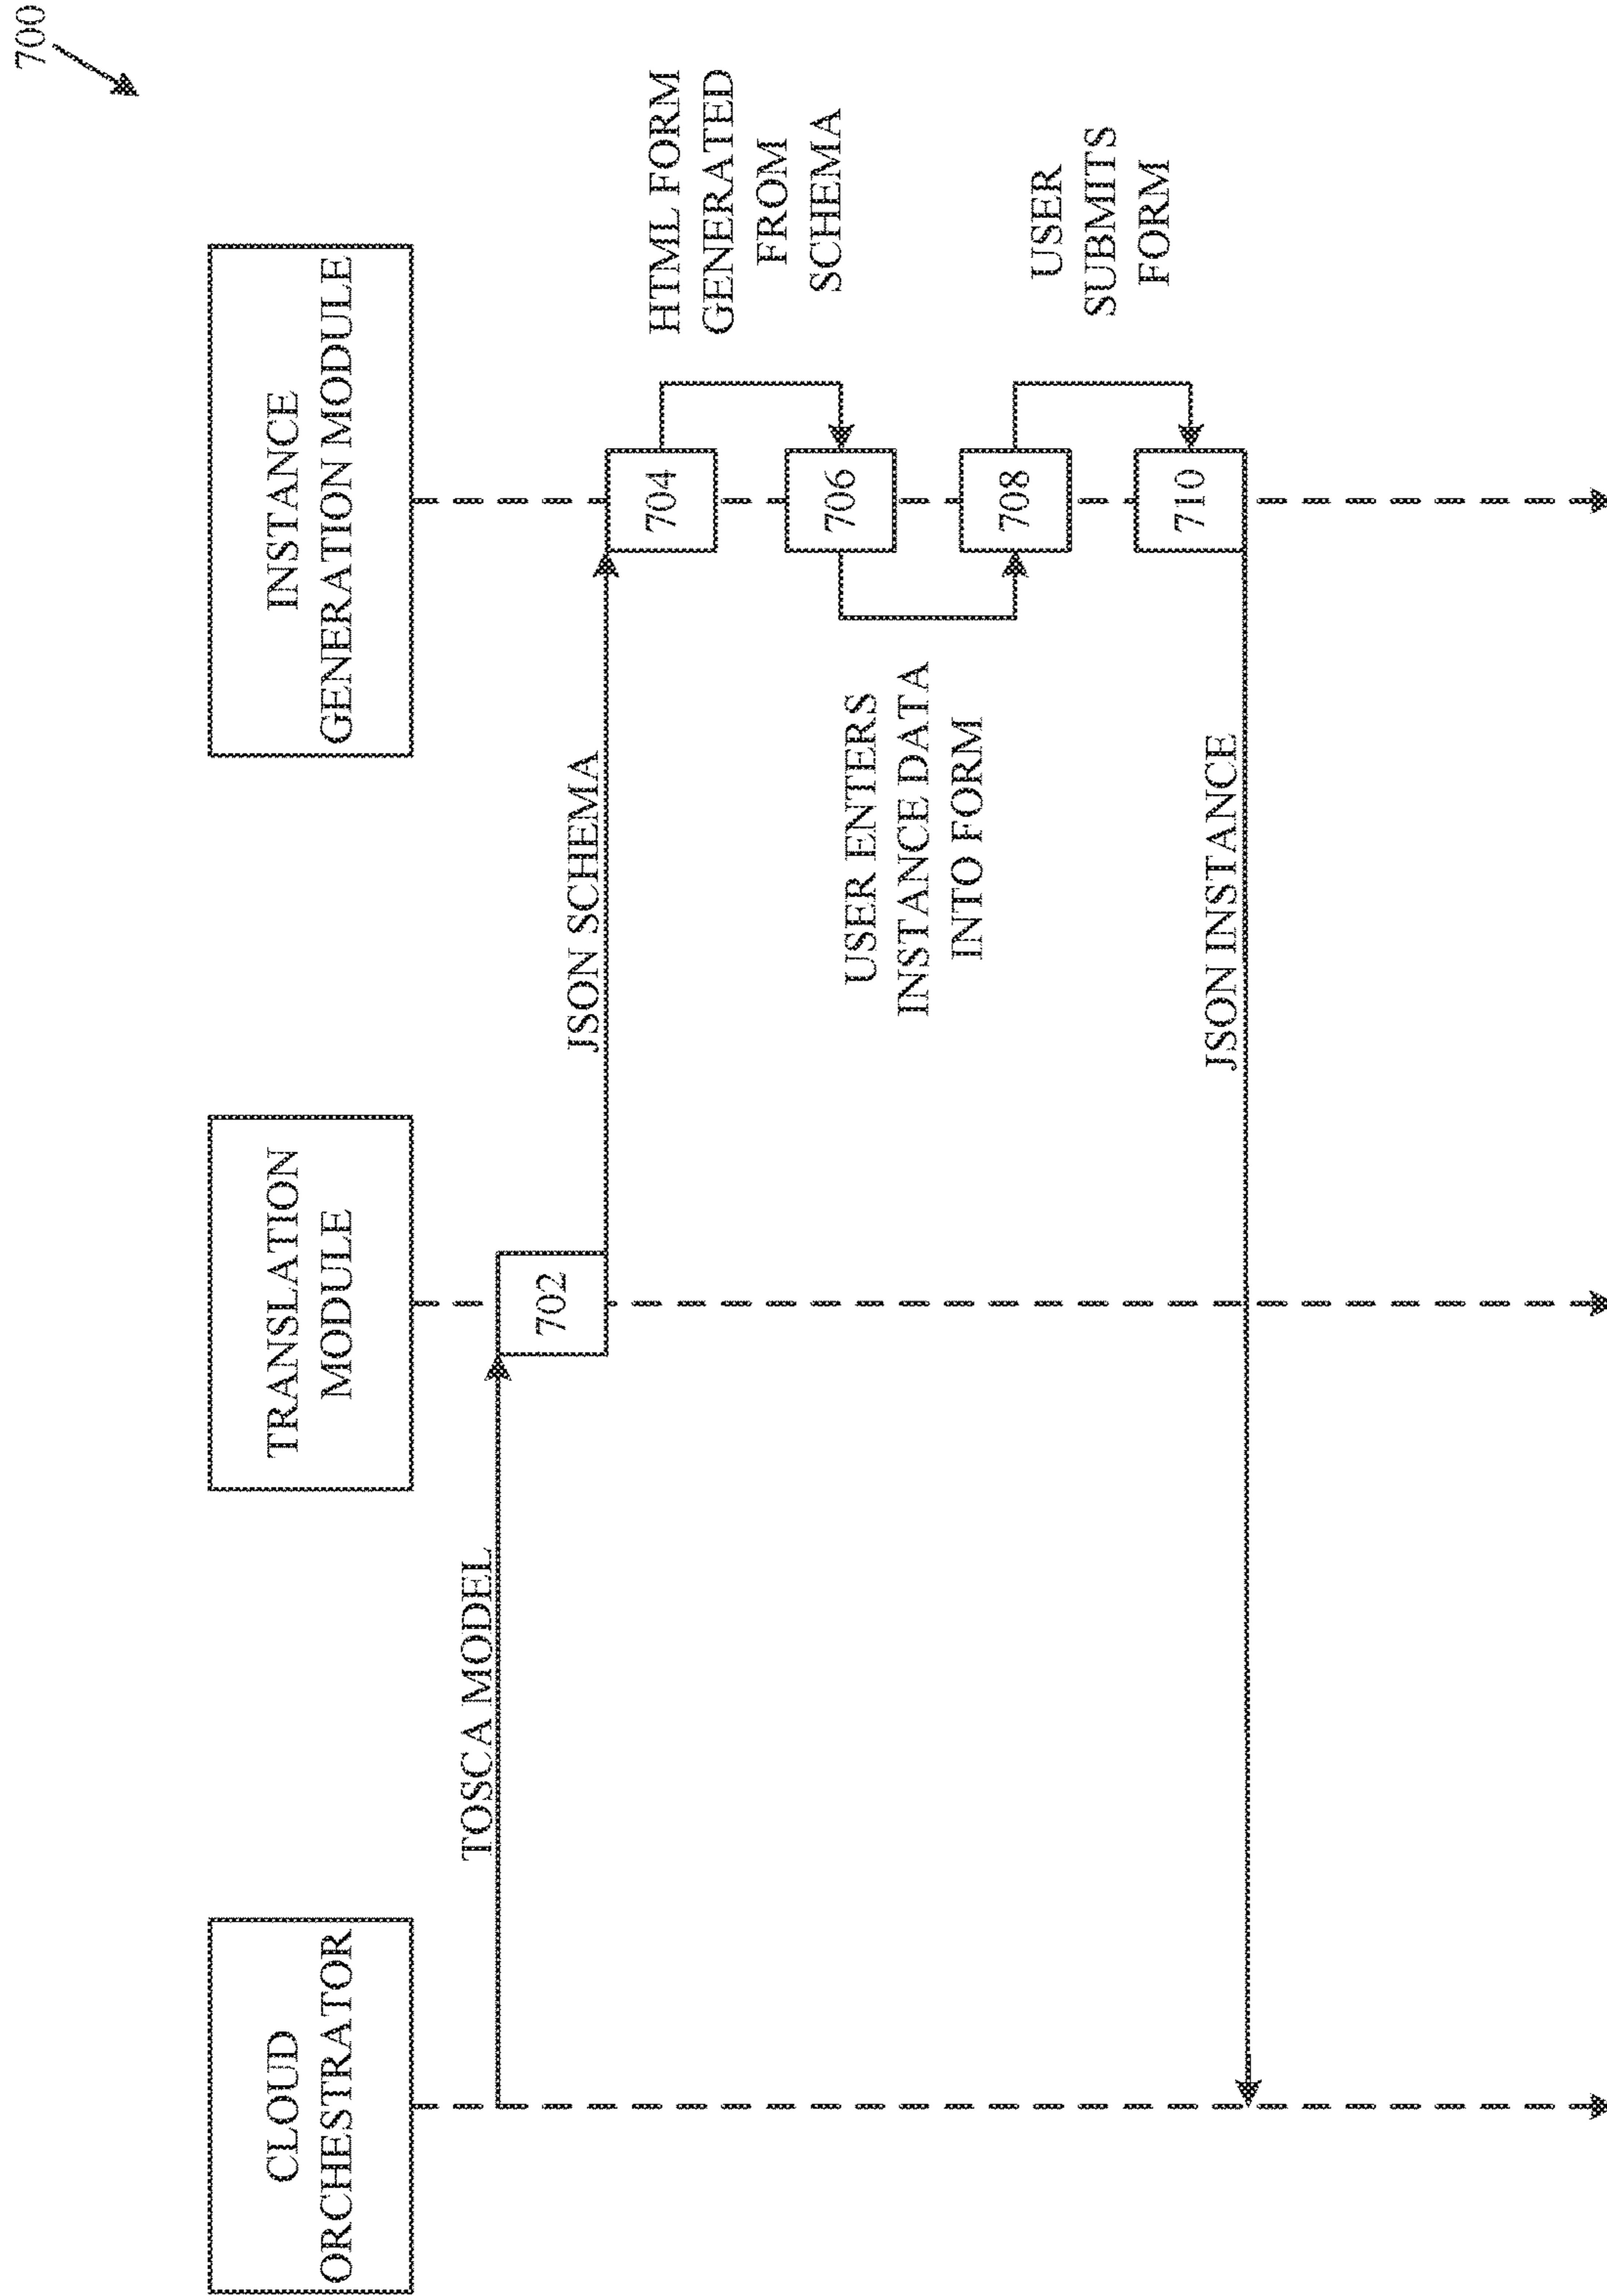 700
CLOUD
ORCHESTRATOR
TRANSLATION
MODULE
INSTANCE
GENERATION MODULE
TOSCA MODEL
702
JSON SCHEMA
704
HTML FORM
GENERATED
FROM
SCHEMA
706
USER ENTERS
INSTANCE DATA
INTO FORM
708
USER
SUBMITS
FORM
710
JSON INSTANCE